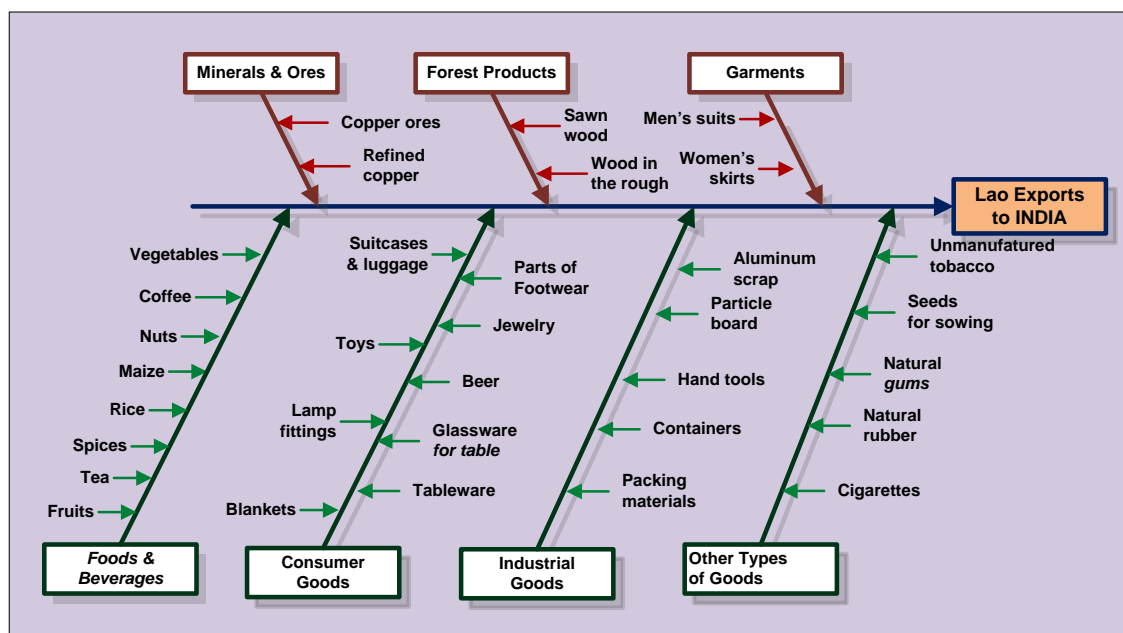 Minerals & Ores
Forest Products
Garments
Copper ores
Refined
copper
Sawn
wood
Wood in
the rough
Men's suits
Women's
skirts
Lao Exports
to INDIA
Vegetables
Coffee
Nuts
Maize
Rice
Spices
Tea
Fruits
Suitcases
& luggage
Parts of
Footwear
Jewelry
Toys
Beer
Lamp
fittings
Glassware
for table
Tableware
Blankets
Aluminum
scrap
Particle
board
Hand tools
Containers
Packing
materials
Unmanufatured
tobacco
Seeds
for sowing
Natural
gums
Natural
rubber
Cigarettes
Foods &
Beverages
Consumer
Goods
Industrial
Goods
Other Types
of Goods